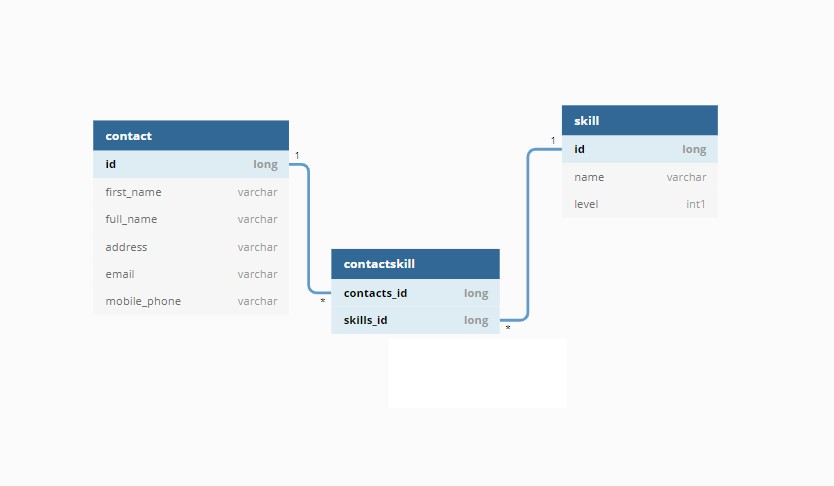 contact
id long
first_name varchar
full_name varchar
address varchar
email varchar
mobile_phone varchar
1
*
contactskill
contacts_id long
skills_id long
*
1
skill
id long
name varchar
level int1